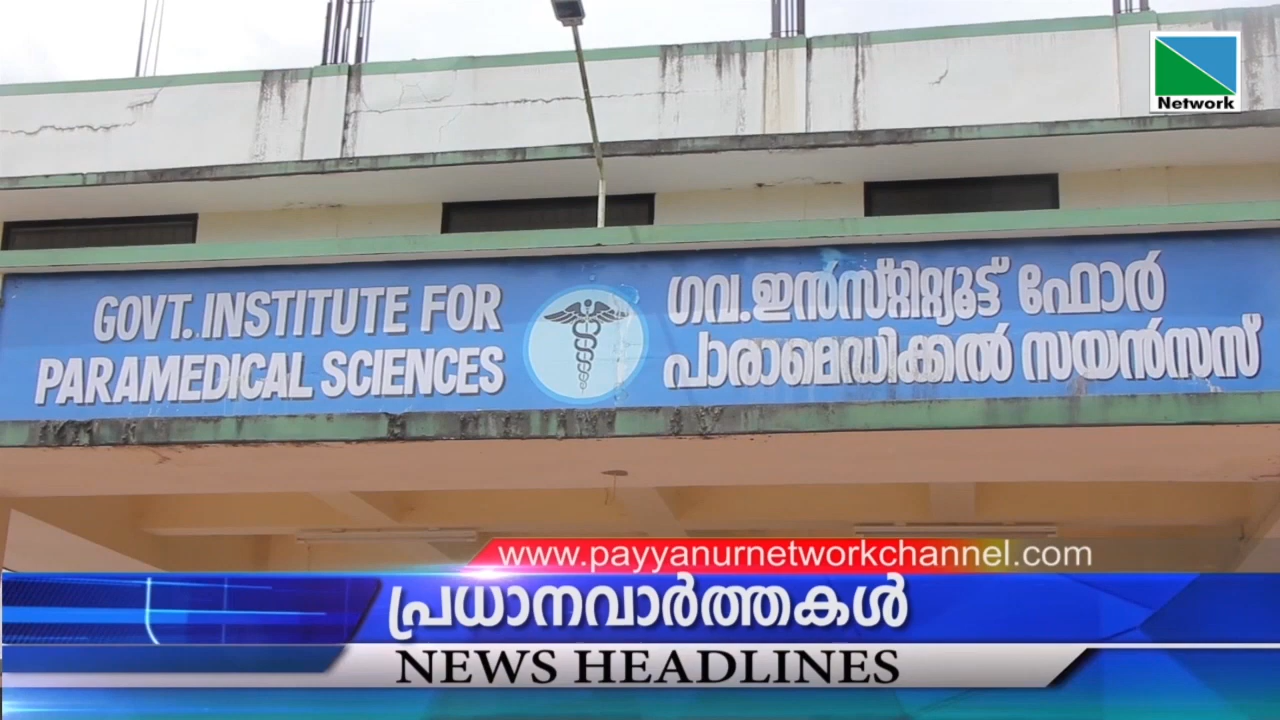 Network
GOVT..INSTITUTE FOR
PARAMEDICAL SCIENCES
ഗവ.ഇൻസ്റ്റിറ്റ്യൂട്ട് ഫോർ
പാരാമെഡിക്കൽ സയൻസസ്
www.payyanurnetworkchannel.com
പ്രധാനവാർത്തകൾ
NEWS HEADLINES